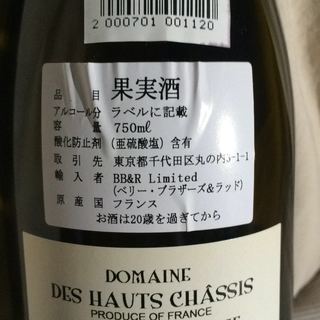 2 000701 001120
品 目 果実酒
アルコール分 ラベルに記載
容 量 750mℓ
酸化防止剤 (亜硫酸塩) 含有
取 引 先 東京都千代田区丸の内3-1-1
輸 入 者 BB&R Limited
(ベリー・ブラザーズ&ラッド)
原 産 国 フランス
お酒は20歳を過ぎてから
DOMAINE
DES HAUTS CHÂSSIS
PRODUCE OF FRANCE